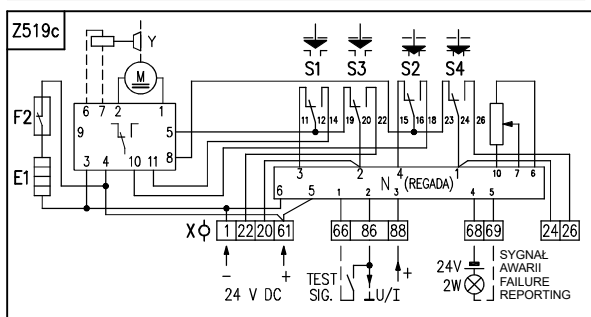 Z519c
Y
M
S1 S3 S2 S4
6 7 2 1
9 5
8
3 4 10 11
F2
E1
11 12 14 19 20 22 15 16 18 23 24 26
3 2 4 1 10 7 6
N (REGADA)
6 5 1 2 3 4 5
X 1 22 20 61 66 86 88 68 69 24 26
- +
24 V DC
TEST
SIG.
⊥U/I
+
24V
2W
SYGNAŁ
AWARII
FAILURE
REPORTING